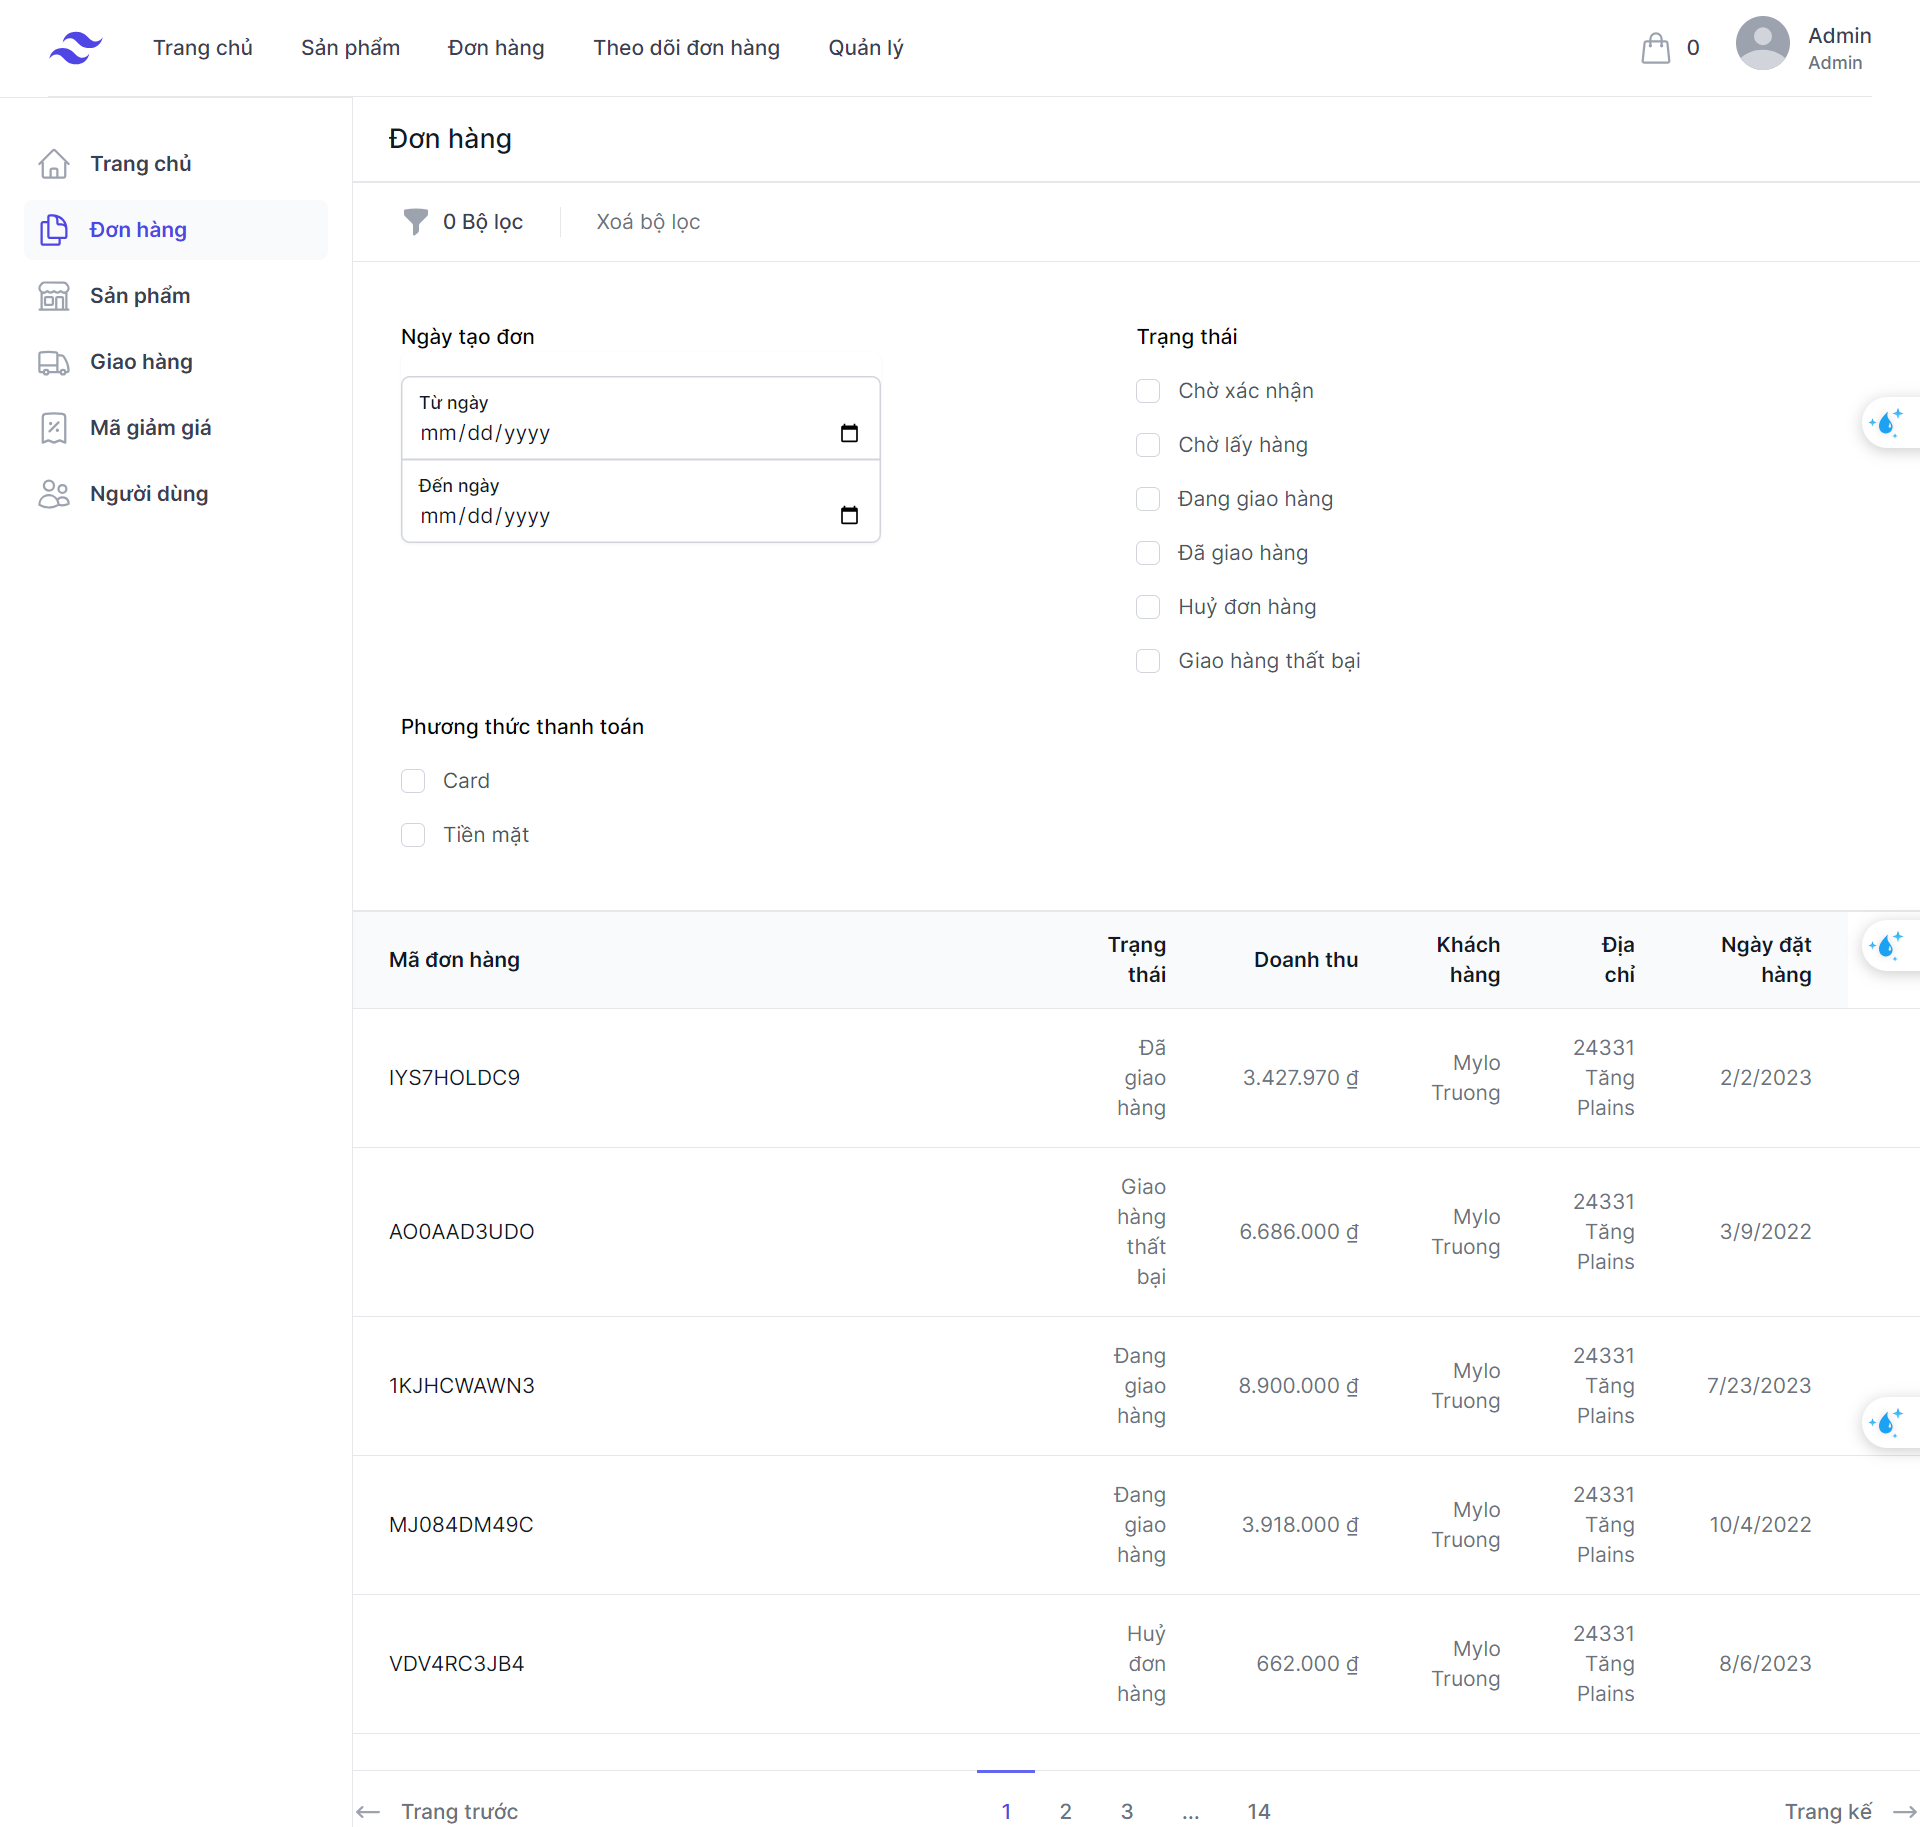 Trang chủ Sản phẩm Đơn hàng Theo dõi đơn hàng Quản lý 0 Admin
Admin
Trang chủ
Đơn hàng
Sản phẩm
Giao hàng
Mã giảm giá
Người dùng
Đơn hàng
0 Bộ lọc Xoá bộ lọc
Ngày tạo đơn
Từ ngày
mm/dd/yyyy
Đến ngày
mm/dd/yyyy
Trạng thái
Chờ xác nhận
Chờ lấy hàng
Đang giao hàng
Đã giao hàng
Huỷ đơn hàng
Giao hàng thất bại
Phương thức thanh toán
Card
Tiền mặt
Mã đơn hàng
Trạng
thái
Doanh thu
Khách
hàng
Địa
chỉ
Ngày đặt
hàng
IYS7HOLDC9
Đã
giao
hàng
3.427.970 ₫
Mylo
Truong
24331
Tăng
Plains
2/2/2023
AO0AAD3UDO
Giao
hàng
thất
bại
6.686.000 ₫
Mylo
Truong
24331
Tăng
Plains
3/9/2022
1KJHCWAWN3
Đang
giao
hàng
8.900.000 ₫
Mylo
Truong
24331
Tăng
Plains
7/23/2023
MJ084DM49C
Đang
giao
hàng
3.918.000 ₫
Mylo
Truong
24331
Tăng
Plains
10/4/2022
VDV4RC3JB4
Huỷ
đơn
hàng
662.000 ₫
Mylo
Truong
24331
Tăng
Plains
8/6/2023
Trang trước 1 2 3 ... 14 Trang kế